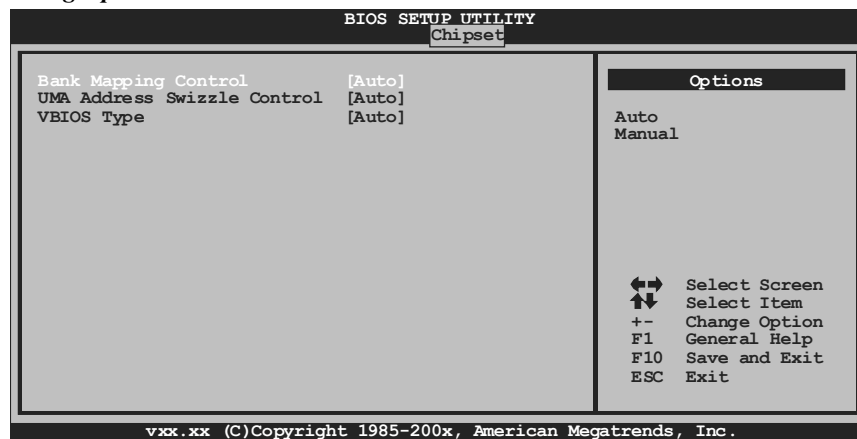 BIOS SETUP UTILITY
Chipset
Bank Mapping Control [Auto]
UMA Address Swizzle Control [Auto]
VBIOS Type [Auto]
Options
Auto
Manual
Select Screen
Select Item
+- Change Option
F1 General Help
F10 Save and Exit
ESC Exit
vxx.xx (C)Copyright 1985-200x, American Megatrends, Inc.